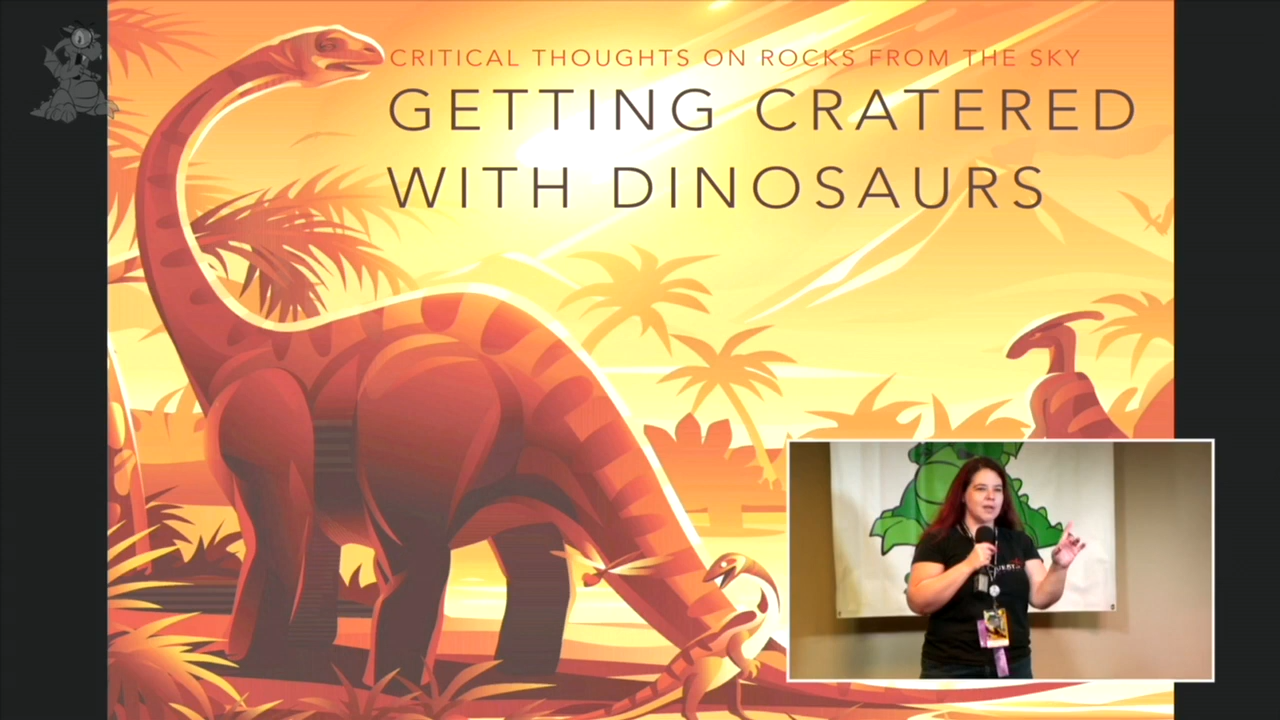 CRITICAL THOUGHTS ON ROCKS FROM THE SKY
GETTING CRATERED
WITH DINOSAURS